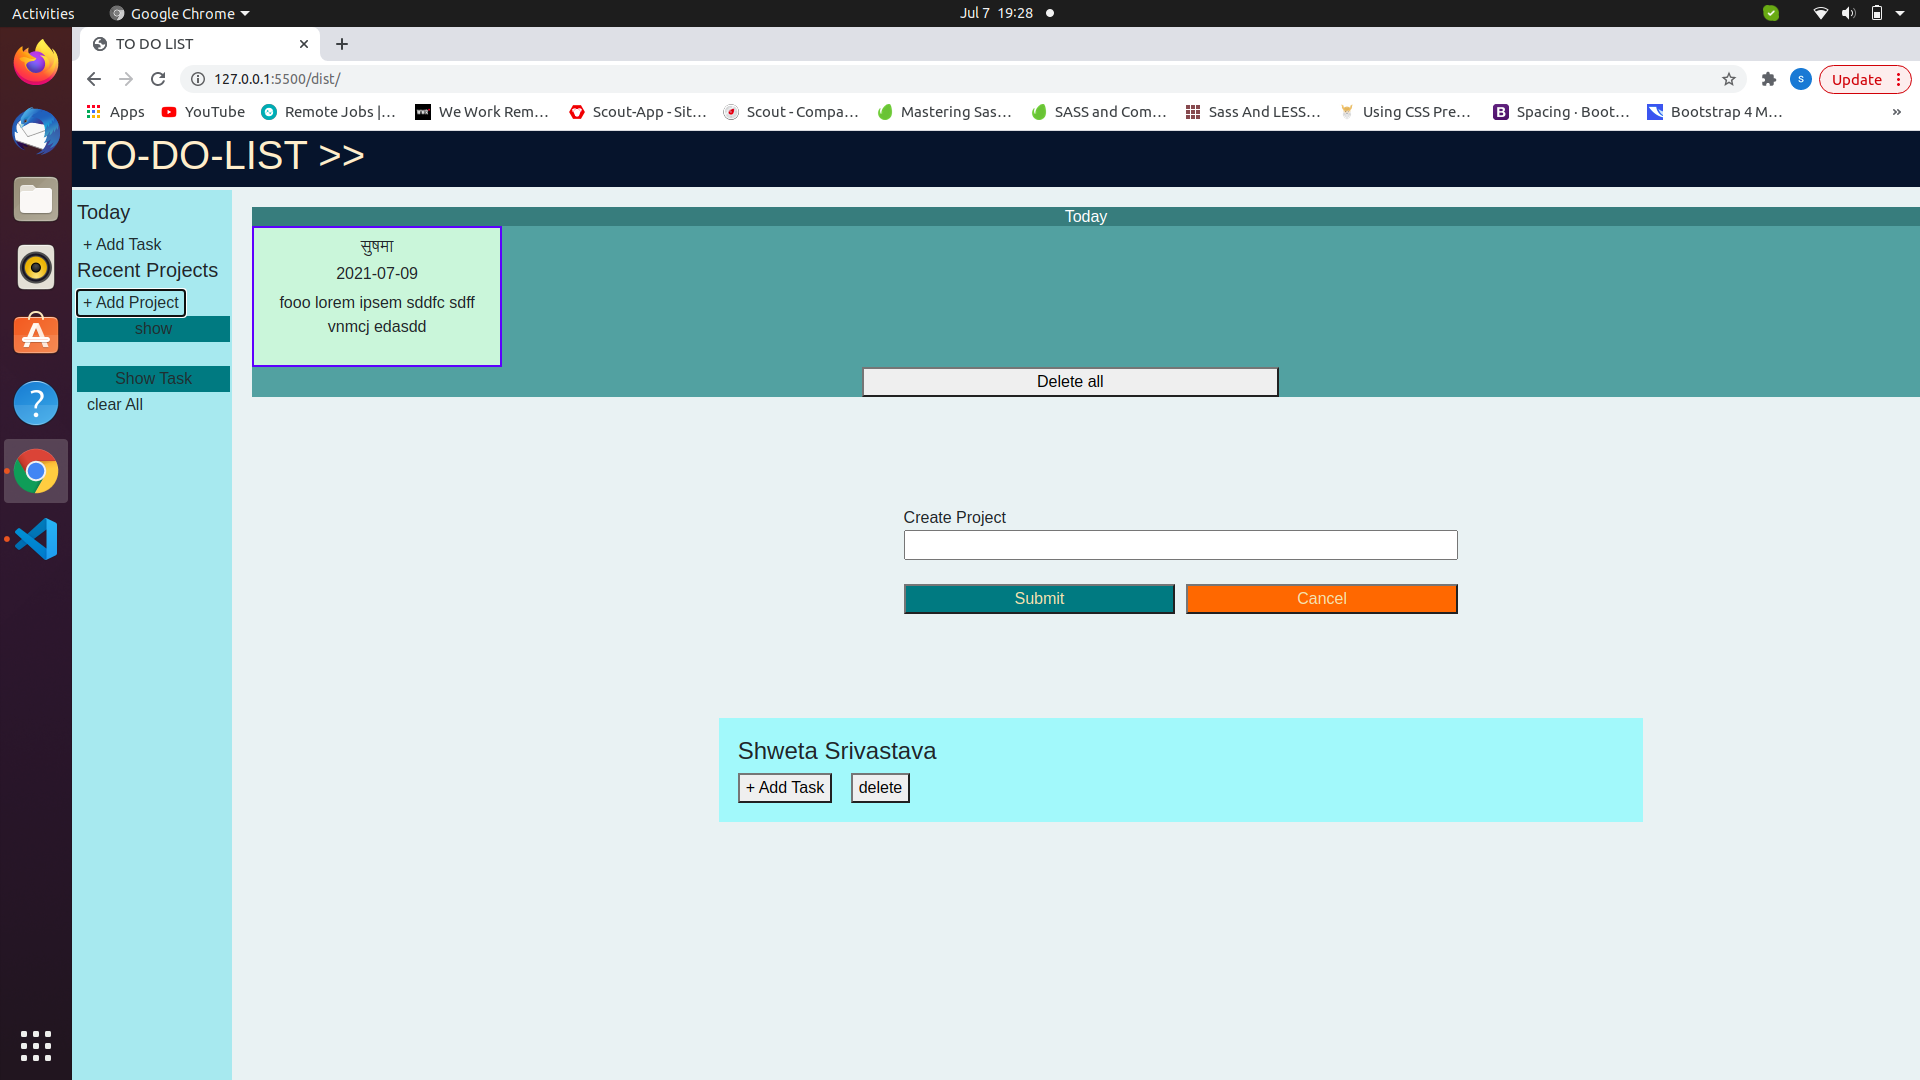 Activities Google Chrome Jul 7 19:28
TO DO LIST
127.0.0.1:5500/dist/ S Update
Apps YouTube Remote Jobs |... We Work Rem... Scout-App - Sit... Scout - Compa... Mastering Sas... SASS and Com... Sass And LESS... Using CSS Pre... Spacing · Boot... Bootstrap 4 M... »
TO-DO-LIST >>
Today
+ Add Task
Recent Projects
+ Add Project
show
Show Task
clear All
Today
सुषमा
2021-07-09
fooo lorem ipsem sddfc sdff
vnmcj edasdd
Delete all
Create Project
Submit Cancel
Shweta Srivastava
+ Add Task delete